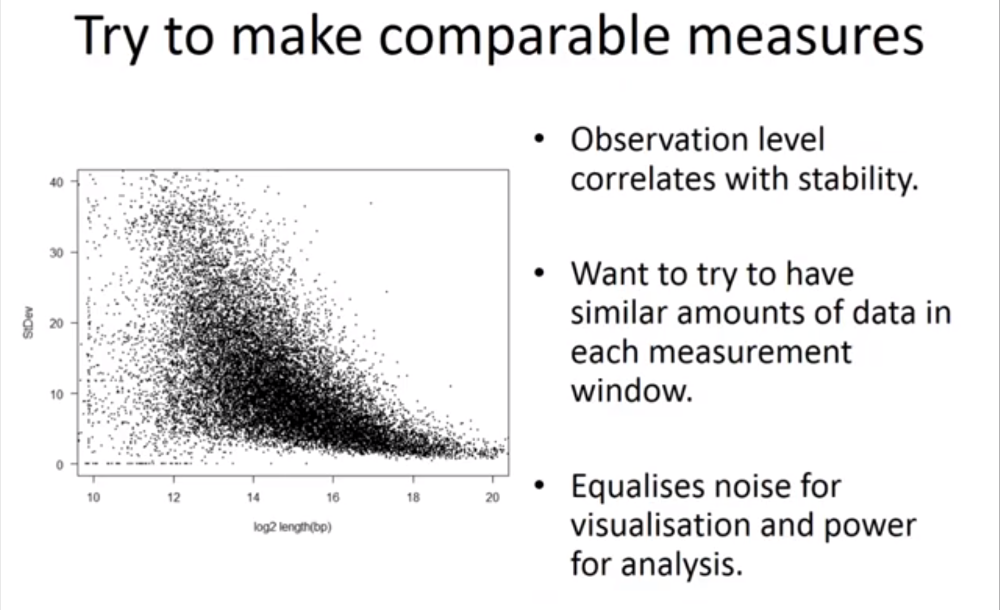 Try to make comparable measures
• Observation level
correlates with stability.
• Want to try to have
similar amounts of data in
each measurement
window.
• Equalises noise for
visualisation and power
for analysis.
40
30
20
10
0
StDev
10 12 14 16 18 20
log2 length(bp)